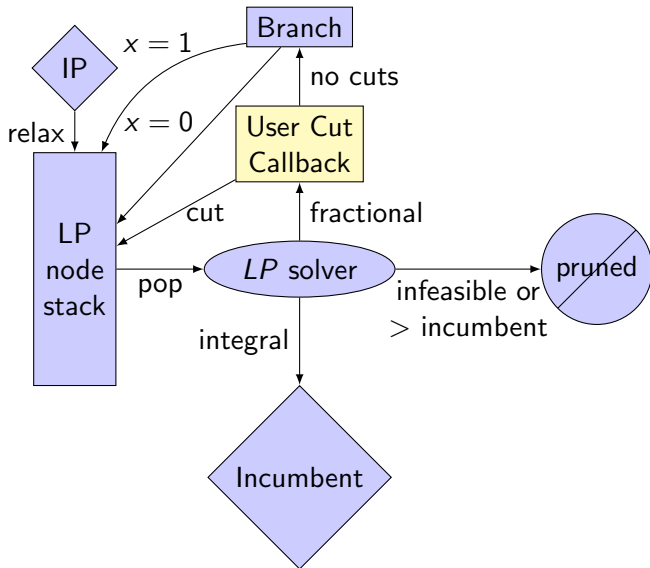 Branch
x = 1
IP
no cuts
x = 0
relax
User Cut
Callback
cut
fractional
LP
node
stack
pop
LP solver
pruned
infeasible or
> incumbent
integral
Incumbent